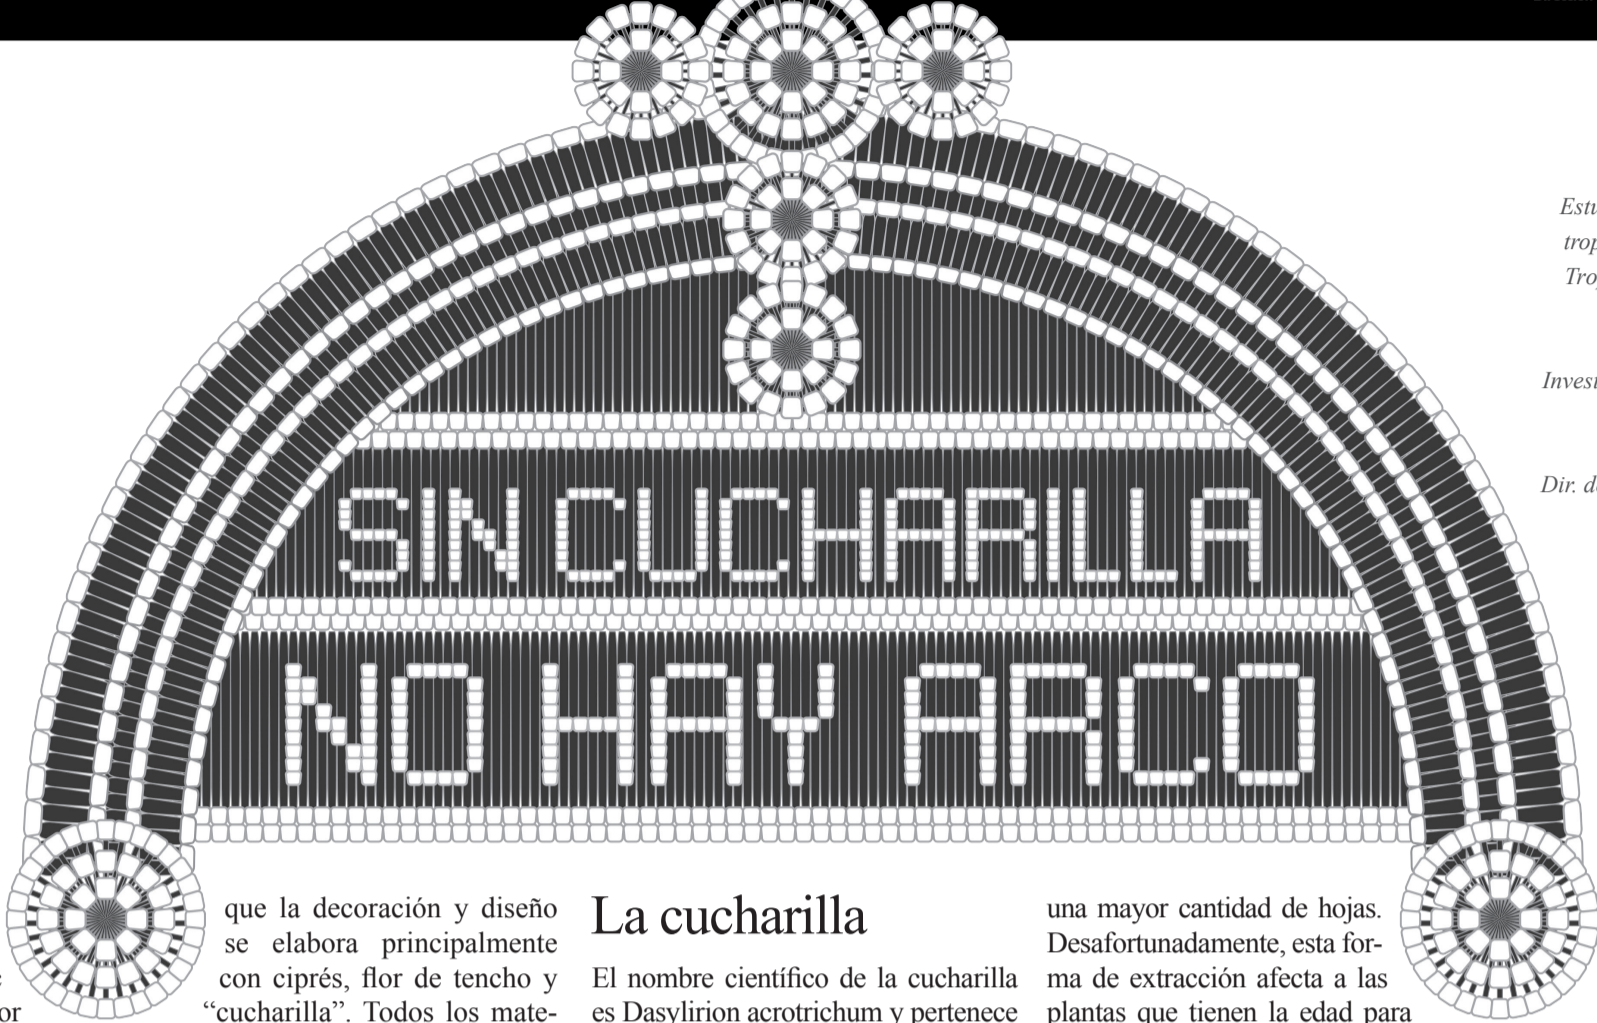 SIN CUCHARILLA
NO HAY ARCO
que la decoración y diseño
se elabora principalmente
con ciprés, flor de tencho y
“cucharilla”. Todos los mate-
La cucharilla
El nombre científico de la cucharilla
es Dasylirion acrotrichum y pertenece
una mayor cantidad de hojas.
Desafortunadamente, esta for-
ma de extracción afecta a las
plantas que tienen la edad para
Dir.